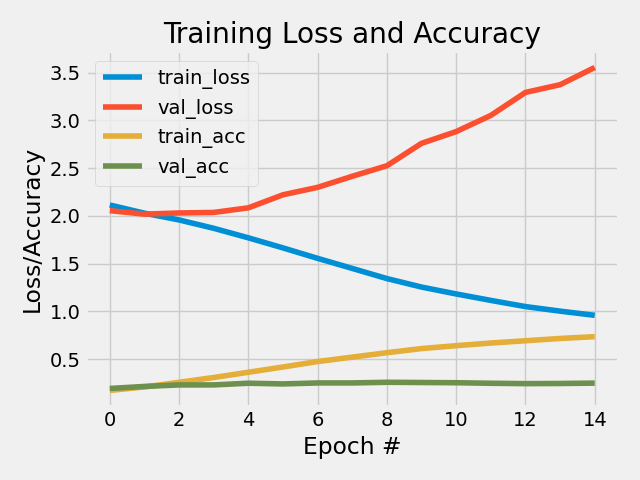 Training Loss and Accuracy
train_loss
val_loss
train_acc
val_acc
Loss/Accuracy
3.5
3.0
2.5
2.0
1.5
1.0
0.5
0 2 4 6 8 10 12 14
Epoch #